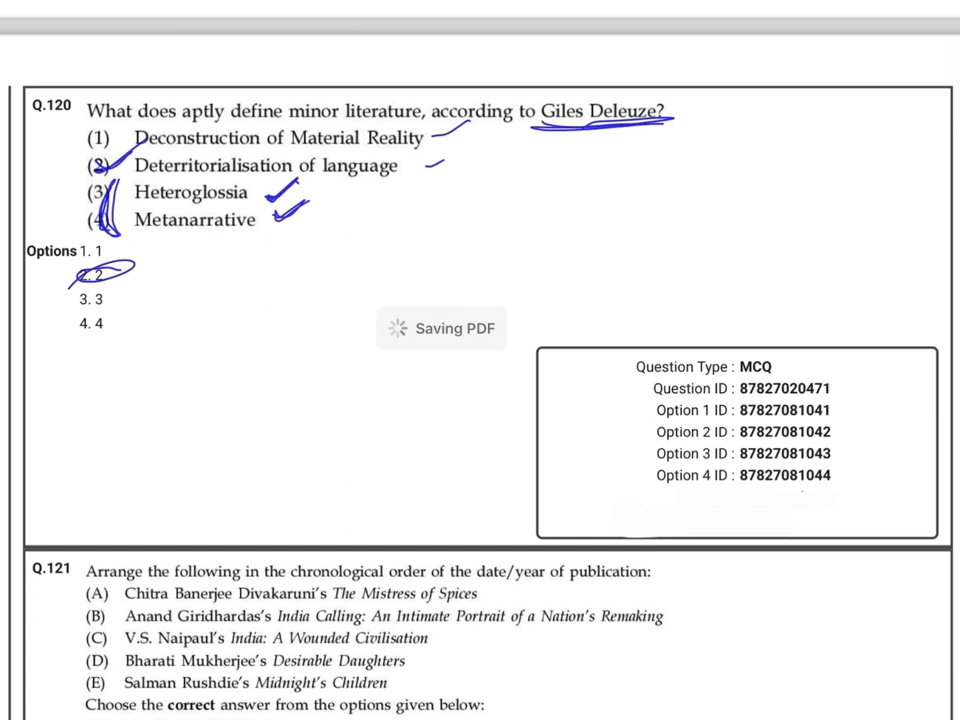 Q.120 What does aptly define minor literature, according to Giles Deleuze?
(1) Deconstruction of Material Reality
(2) Deterritorialisation of language
(3) Heteroglossia
(4) Metanarrative
Options 1. 1
2. 2
3. 3
4. 4
Saving PDF
Question Type : MCQ
Question ID : 87827020471
Option 1 ID : 87827081041
Option 2 ID : 87827081042
Option 3 ID : 87827081043
Option 4 ID : 87827081044
Q.121 Arrange the following in the chronological order of the date/year of publication:
(A) Chitra Banerjee Divakaruni's The Mistress of Spices
(B) Anand Giridhardas's India Calling: An Intimate Portrait of a Nation's Remaking
(C) V.S. Naipaul's India: A Wounded Civilisation
(D) Bharati Mukherjee's Desirable Daughters
(E) Salman Rushdie's Midnight's Children
Choose the correct answer from the options given below: